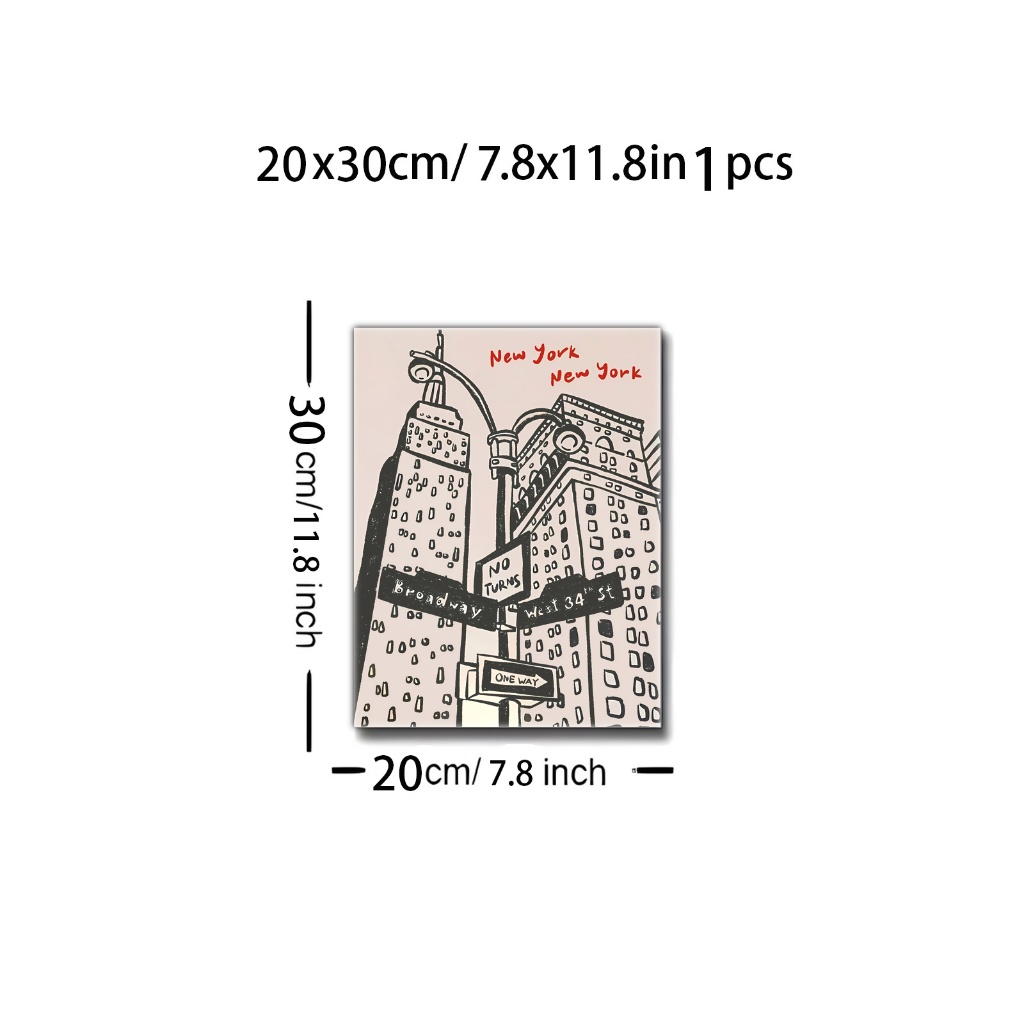 20x30cm/ 7.8x11.8in 1 pcs
30cm/11.8 inch
New York
New York
NO
TURNS
Broadway
West 34th St
ONE WAY
20cm/ 7.8 inch